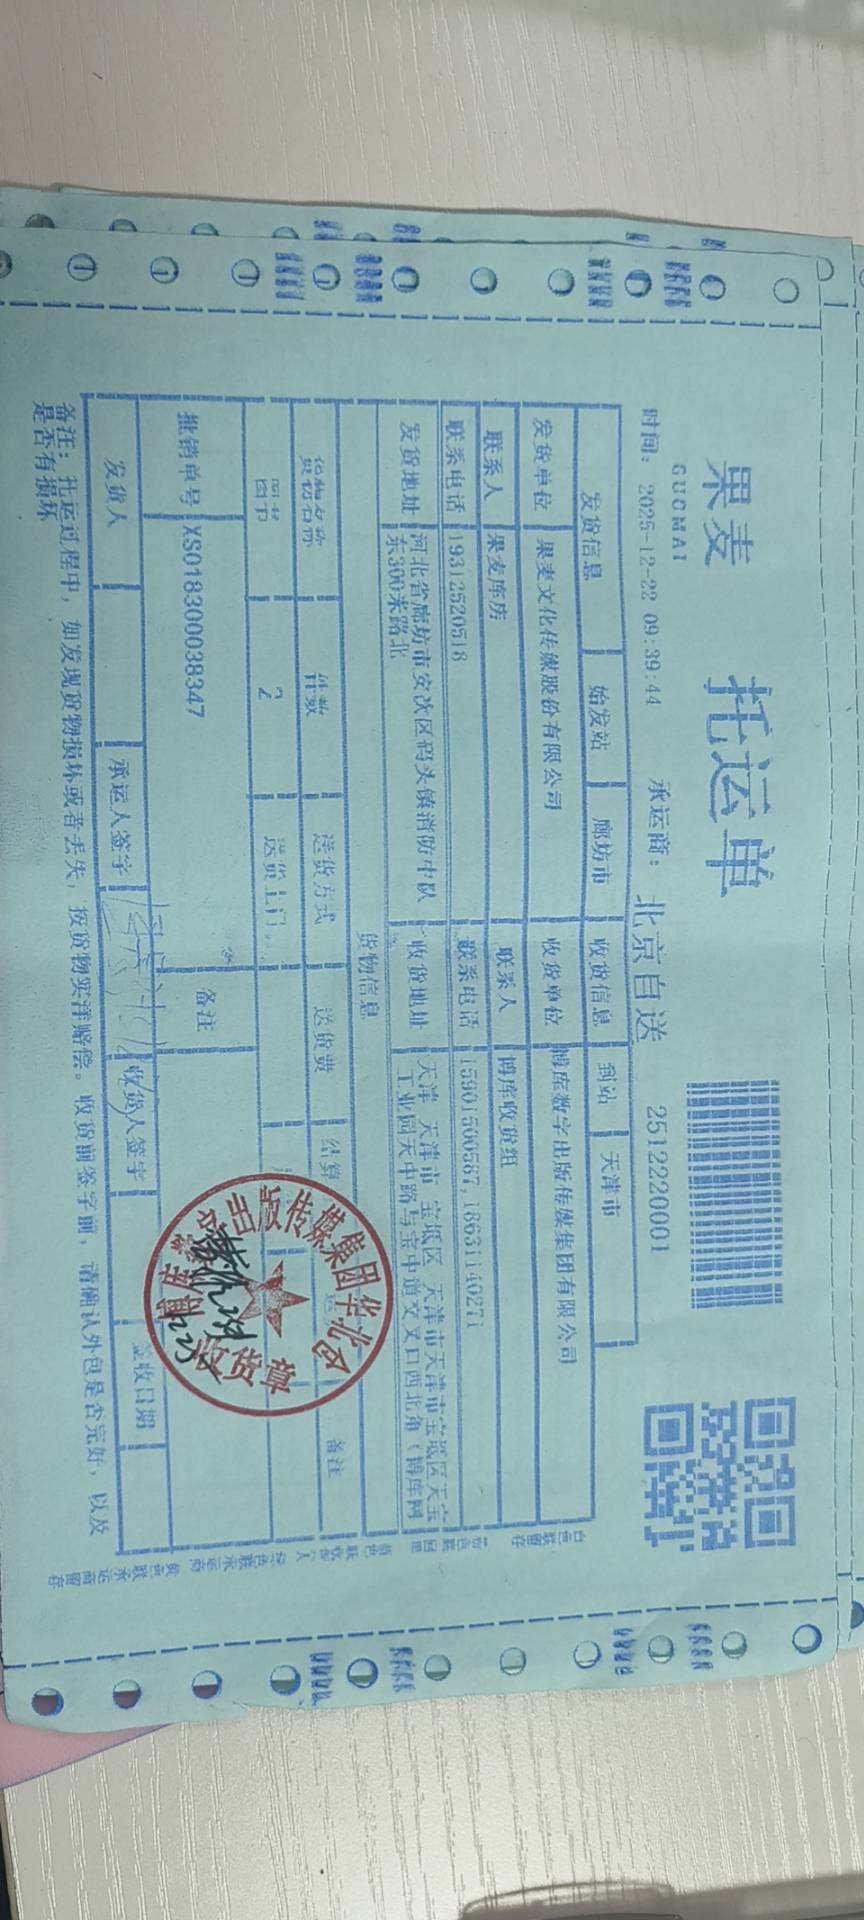 果麦 托运单
GUOMAI
时间: 2025-12-22 09:39:44 承运商: 北京自送 2512220001
发货信息 始发站 廊坊市 收货信息 到站 天津市
发货单位 果麦文化传媒股份有限公司 收货单位 博库数字出版传媒集团有限公司
联系人 果麦库房 联系人 博库收货组
联系电话 19312520518 联系电话 15901560587, 18631140271
发货地址 河北省廊坊市安次区码头镇消防中队 收货地址 天津 天津市 宝坻区 天津市天津市宝坻区天宝
东300米路北 工业园天中路与宝中道交叉口西北角（博库网
货物信息
货物名称 件数 送货方式 送货费 结算 备注
图书 2 送货上门
批销单号 XS018300038347 备注
发货人 承运人签字 收货人签字 签收日期
备注: 托运过程中, 如发现货物损坏或者丢失, 按货物实洋赔偿。收货前签字前, 请确认外包是否完好, 以及
是否有损坏
出版传媒集团华北仓
收货章